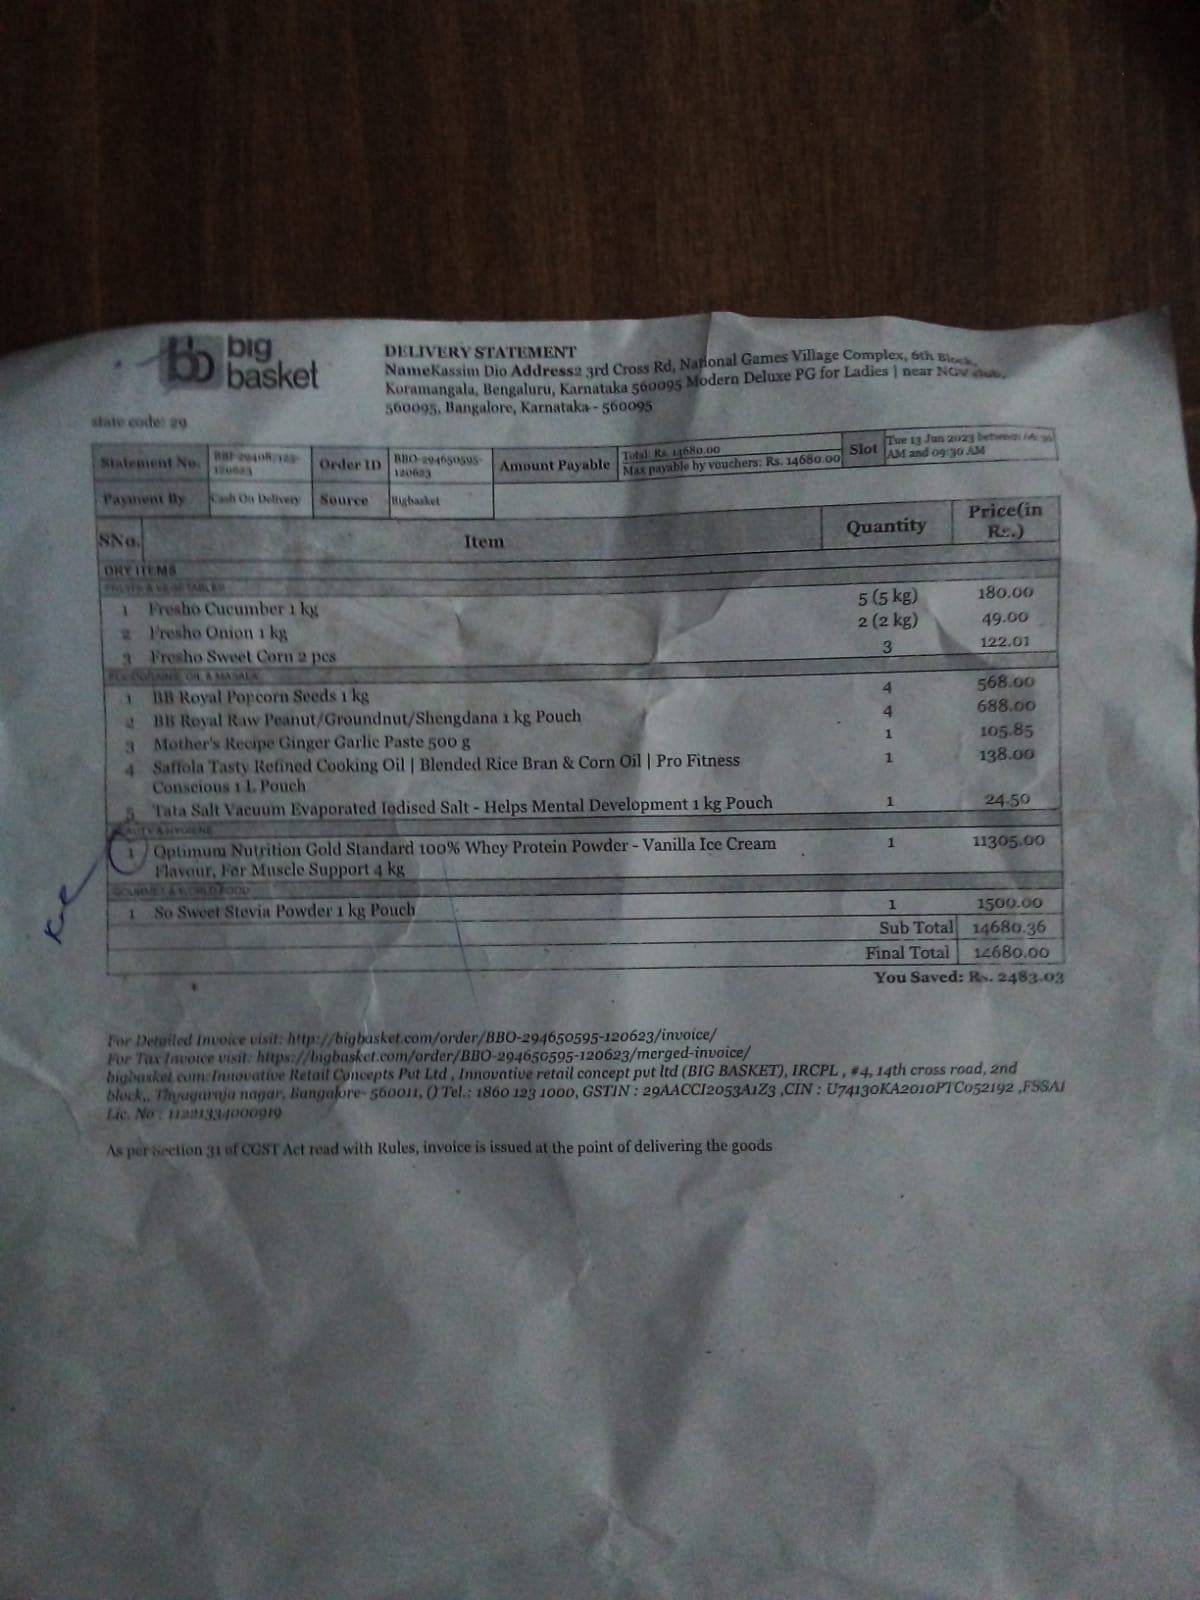 bb big
basket
DELIVERY STATEMENT
NameKassim Dio Address2 3rd Cross Rd, National Games Village Complex, 6th Block,
Koramangala, Bengaluru, Karnataka 560095 Modern Deluxe PG for Ladies | near NGV club,
560095, Bangalore, Karnataka - 560095
state code: 29
Statement No. Order ID BBO-294650595-120623 Amount Payable Total: Rs. 14680.00 Slot Tue 13 Jun 2023 between
Max payable by vouchers: Rs. 14680.00 AM and 09:30 AM
Payment By Cash On Delivery Source Bigbasket
SNo. Item Quantity Price(in Rs.)
DRY ITEMS
FRUITS & VEGETABLES
1 Fresho Cucumber 1 kg 5 (5 kg) 180.00
2 Fresho Onion 1 kg 2 (2 kg) 49.00
3 Fresho Sweet Corn 2 pcs 3 122.01
FOODGRAINS, OIL & MASALA
1 BB Royal Popcorn Seeds 1 kg 4 568.00
2 BB Royal Raw Peanut/Groundnut/Shengdana 1 kg Pouch 4 688.00
3 Mother's Recipe Ginger Garlic Paste 500 g 1 105.85
4 Saffola Tasty Refined Cooking Oil | Blended Rice Bran & Corn Oil | Pro Fitness 1 138.00
Conscious 1 L Pouch
5 Tata Salt Vacuum Evaporated Iodised Salt - Helps Mental Development 1 kg Pouch 1 24.50
BEAUTY & HYGIENE
1 Optimum Nutrition Gold Standard 100% Whey Protein Powder - Vanilla Ice Cream 1 11305.00
Flavour, For Muscle Support 4 kg
GOURMET & WORLD FOOD
1 So Sweet Stevia Powder 1 kg Pouch 1 1500.00
Sub Total 14680.36
Final Total 14680.00
You Saved: Rs. 2483.03
For Detailed Invoice visit: http://bigbasket.com/order/BBO-294650595-120623/invoice/
For Tax Invoice visit: https://bigbasket.com/order/BBO-294650595-120623/merged-invoice/
bigbasket.com:Innovative Retail Concepts Pvt Ltd , Innovative retail concept pvt ltd (BIG BASKET), IRCPL , #4, 14th cross road, 2nd
block,, Thyagaraja nagar, Bangalore- 560011, () Tel.: 1860 123 1000, GSTIN : 29AACCI2053A1Z3 ,CIN : U74130KA2010PTC052192 ,FSSAI
Lic. No : 11221334000919
As per Section 31 of CGST Act read with Rules, invoice is issued at the point of delivering the goods